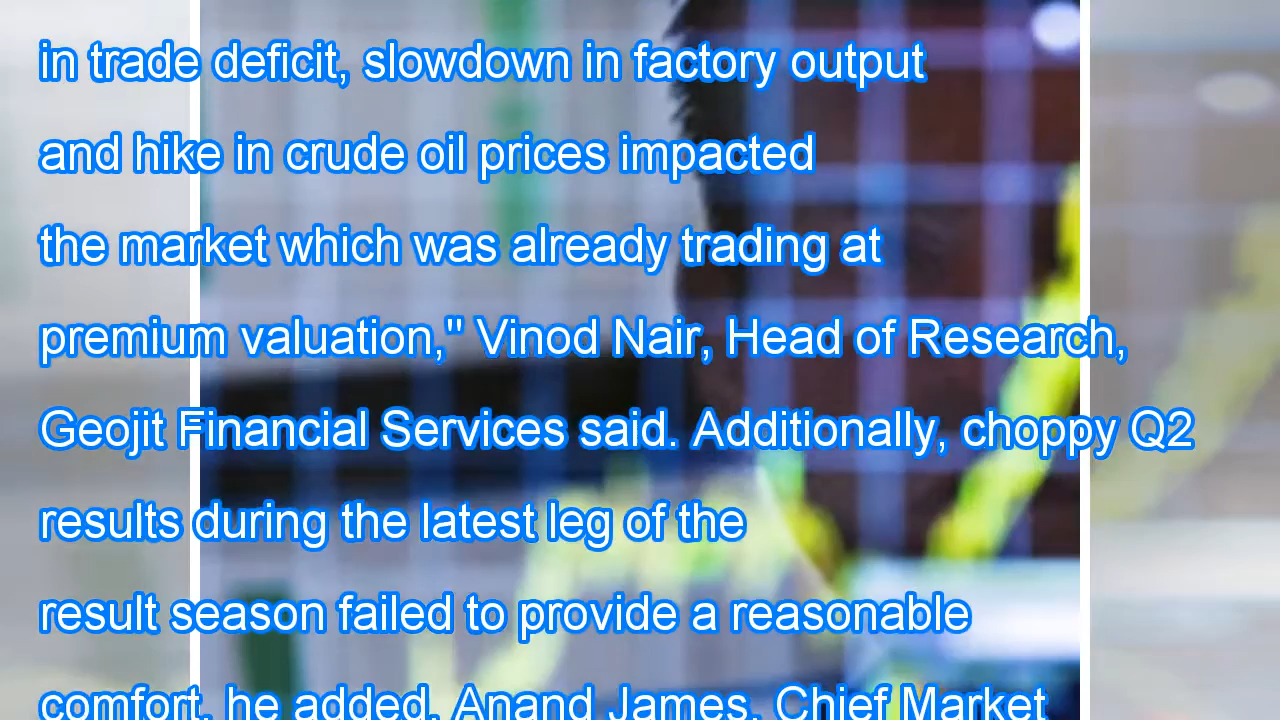 in trade deficit, slowdown in factory output
and hike in crude oil prices impacted
the market which was already trading at
premium valuation," Vinod Nair, Head of Research,
Geojit Financial Services said. Additionally, choppy Q2
results during the latest leg of the
result season failed to provide a reasonable
comfort, he added. Anand James, Chief Market